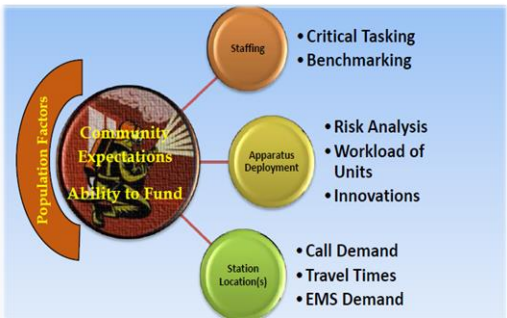 Population Factors
Community
Expectations
Ability to Fund
Staffing
• Critical Tasking
• Benchmarking
Apparatus
Deployment
• Risk Analysis
• Workload of
Units
• Innovations
Station
Location(s)
• Call Demand
• Travel Times
• EMS Demand